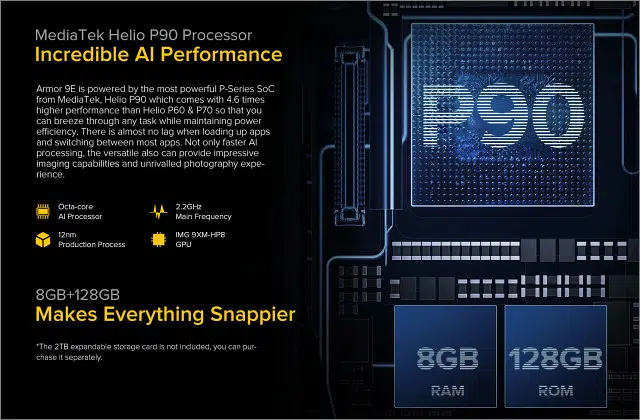 MediaTek Helio P90 Processor
Incredible AI Performance
Armor 9E is powered by the most powerful P-Series SoC
from MediaTek, Helio P90 which comes with 4.6 times
higher performance than Helio P60 & P70 so that you
can breeze through any task while maintaining power
efficiency. There is almost no lag when loading up apps
and switching between most apps. Not only faster AI
processing, the versatile also can provide impressive
imaging capabilities and unrivalled photography expe-
rience.
Octa-core
AI Processor
2.2GHz
Main Frequency
12nm
Production Process
IMG 9XM-HP8
GPU
8GB+128GB
Makes Everything Snappier
*The 2TB expandable storage card is not included, you can pur-
chase it separately.
P90
8GB
RAM
128GB
ROM